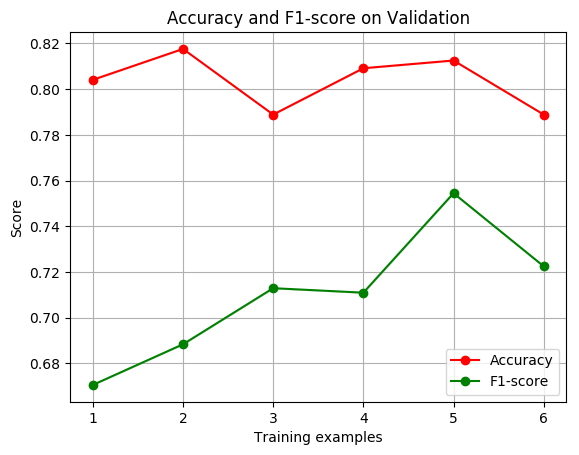 Accuracy and F1-score on Validation
Score
0.82
0.80
0.78
0.76
0.74
0.72
0.70
0.68
Accuracy
F1-score
1 2 3 4 5 6
Training examples